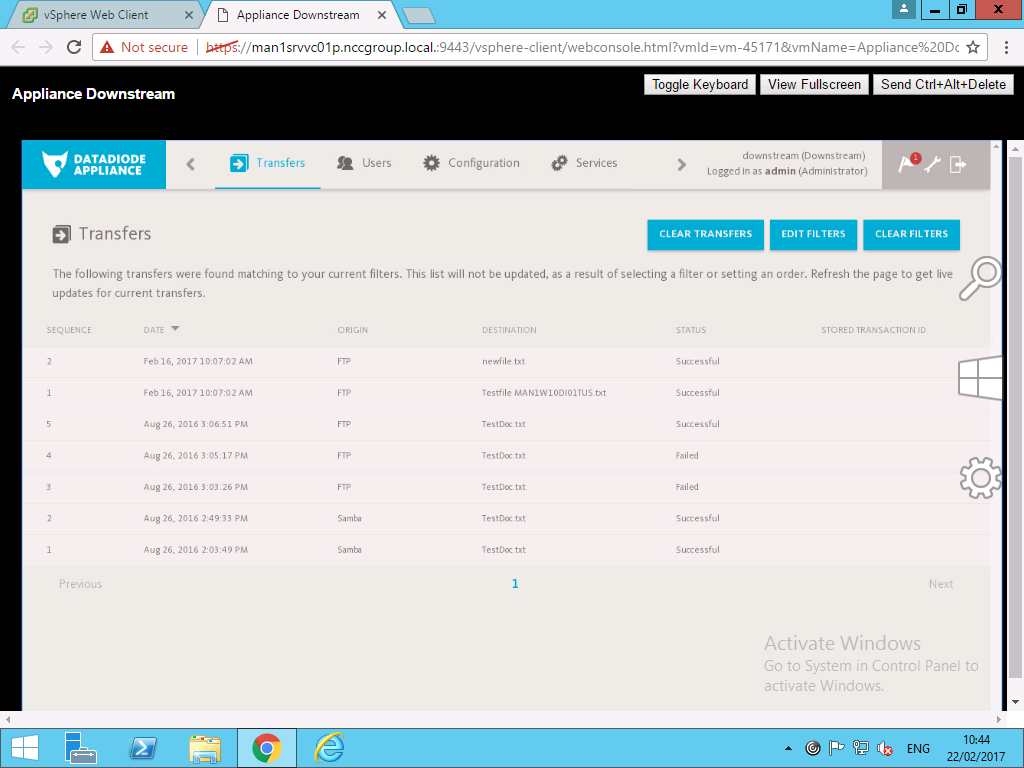 vSphere Web Client
Appliance Downstream
Not secure https://man1srvvc01p.nccgroup.local.:9443/vsphere-client/webconsole.html?vmId=vm-45171&vmName=Appliance%20Do
Appliance Downstream
Toggle Keyboard View Fullscreen Send Ctrl+Alt+Delete
DATADIODE
APPLIANCE
Transfers Users Configuration Services
downstream (Downstream)
Logged in as admin (Administrator)
1
Transfers
CLEAR TRANSFERS EDIT FILTERS CLEAR FILTERS
The following transfers were found matching to your current filters. This list will not be updated, as a result of selecting a filter or setting an order. Refresh the page to get live
updates for current transfers.
SEQUENCE DATE ORIGIN DESTINATION STATUS STORED TRANSACTION ID
2 Feb 16, 2017 10:07:02 AM FTP newfile.txt Successful
1 Feb 16, 2017 10:07:02 AM FTP Testfile MAN1W10DI01TUS.txt Successful
5 Aug 26, 2016 3:06:51 PM FTP TestDoc.txt Successful
4 Aug 26, 2016 3:05:17 PM FTP TestDoc.txt Failed
3 Aug 26, 2016 3:03:26 PM FTP TestDoc.txt Failed
2 Aug 26, 2016 2:49:33 PM Samba TestDoc.txt Successful
1 Aug 26, 2016 2:03:49 PM Samba TestDoc.txt Successful
Previous 1 Next
Activate Windows
Go to System in Control Panel to
activate Windows.
ENG
10:44
22/02/2017